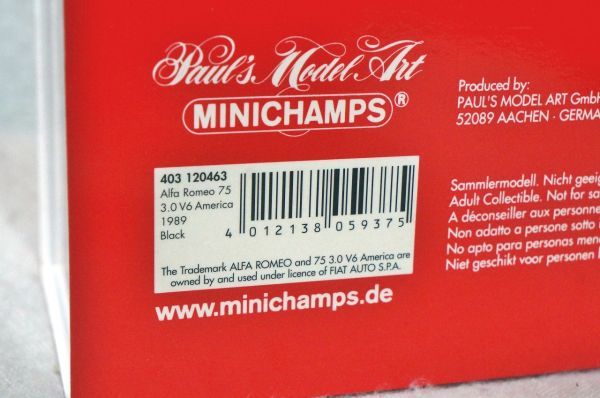 Paul's Model Art
MINICHAMPS®
403 120463
Alfa Romeo 75
3.0 V6 America
1989
Black
4 012138 059375
The Trademark ALFA ROMEO and 75 3.0 V6 America are
owned by and used under licence of FIAT AUTO S.P.A.
www.minichamps.de
Produced by:
PAUL'S MODEL ART GmbH
52089 AACHEN · GERMA
Sammlermodell. Nicht geeig
Adult Collectible. Not for sa
A déconseiller aux personne
Non adatto a persone sotto
No apto para personas meno
Niet geschikt voor personen